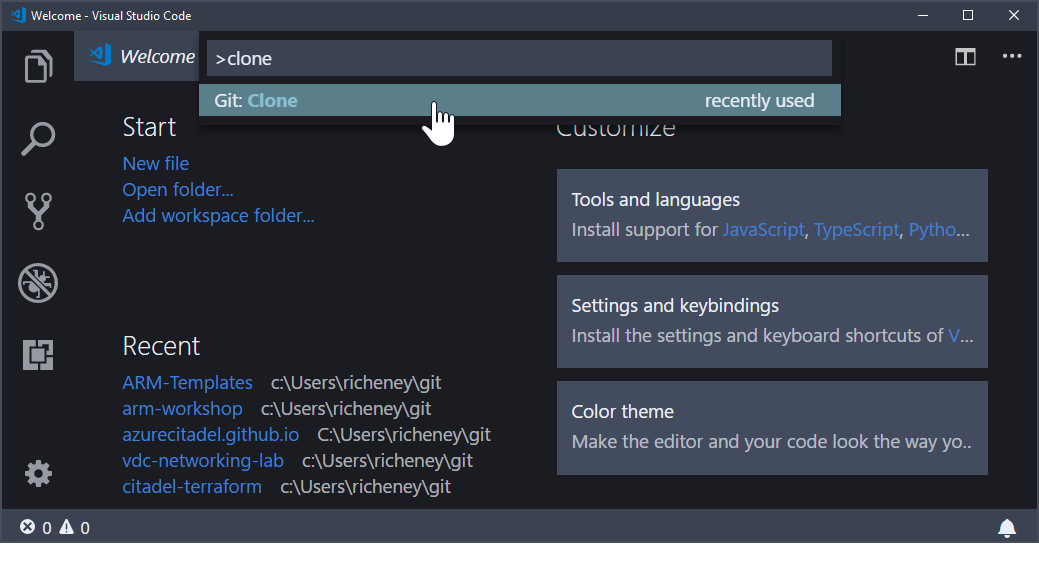 Welcome - Visual Studio Code
Welcome
>clone
Git: Clone recently used
Start
New file
Open folder...
Add workspace folder...
Recent
ARM-Templates c:\Users\richeney\git
arm-workshop c:\Users\richeney\git
azurecitadel.github.io C:\Users\richeney\git
vdc-networking-lab c:\Users\richeney\git
citadel-terraform c:\Users\richeney\git
Customize
Tools and languages
Install support for JavaScript, TypeScript, Pytho...
Settings and keybindings
Install the settings and keyboard shortcuts of V...
Color theme
Make the editor and your code look the way yo..
0 0